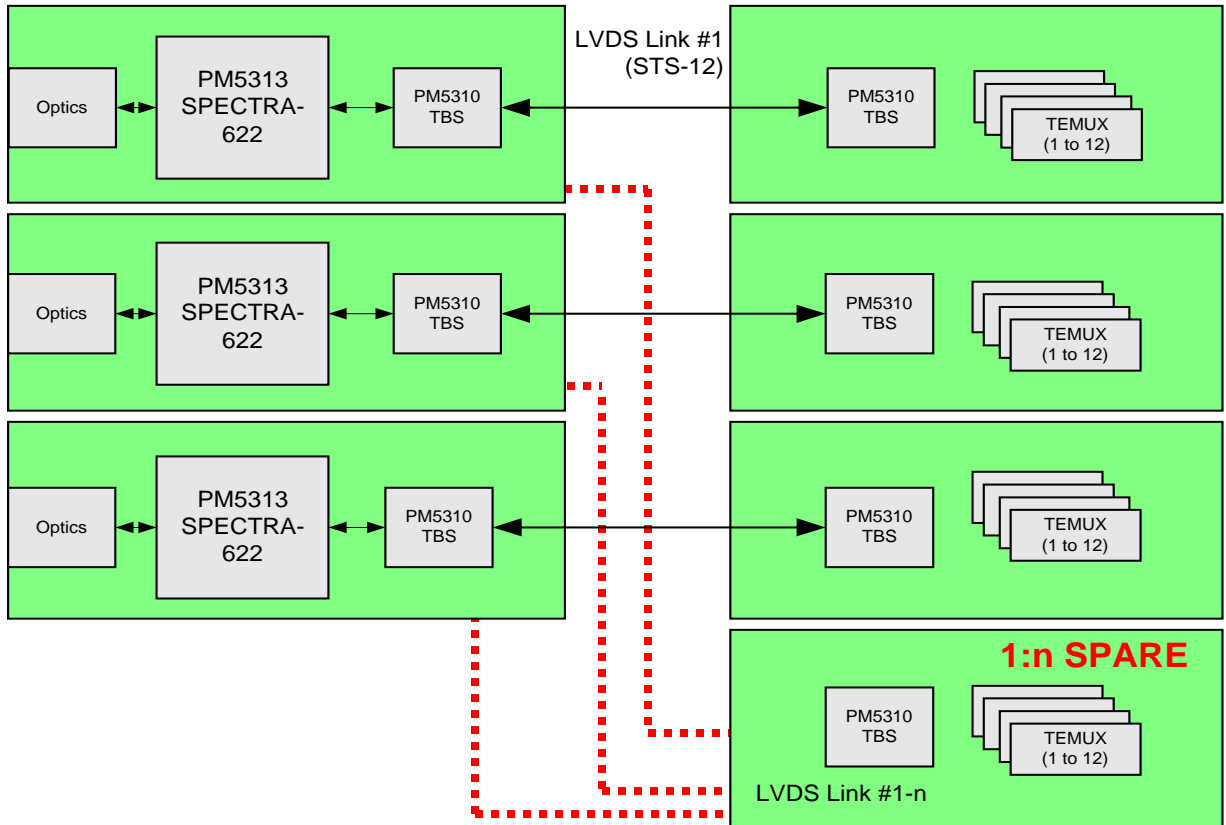 LVDS Link #1
(STS-12)
Optics
PM5313
SPECTRA-
622
PM5310
TBS
PM5310
TBS
TEMUX
(1 to 12)
Optics
PM5313
SPECTRA-
622
PM5310
TBS
PM5310
TBS
TEMUX
(1 to 12)
Optics
PM5313
SPECTRA-
622
PM5310
TBS
PM5310
TBS
TEMUX
(1 to 12)
1:n SPARE
PM5310
TBS
TEMUX
(1 to 12)
LVDS Link #1-n